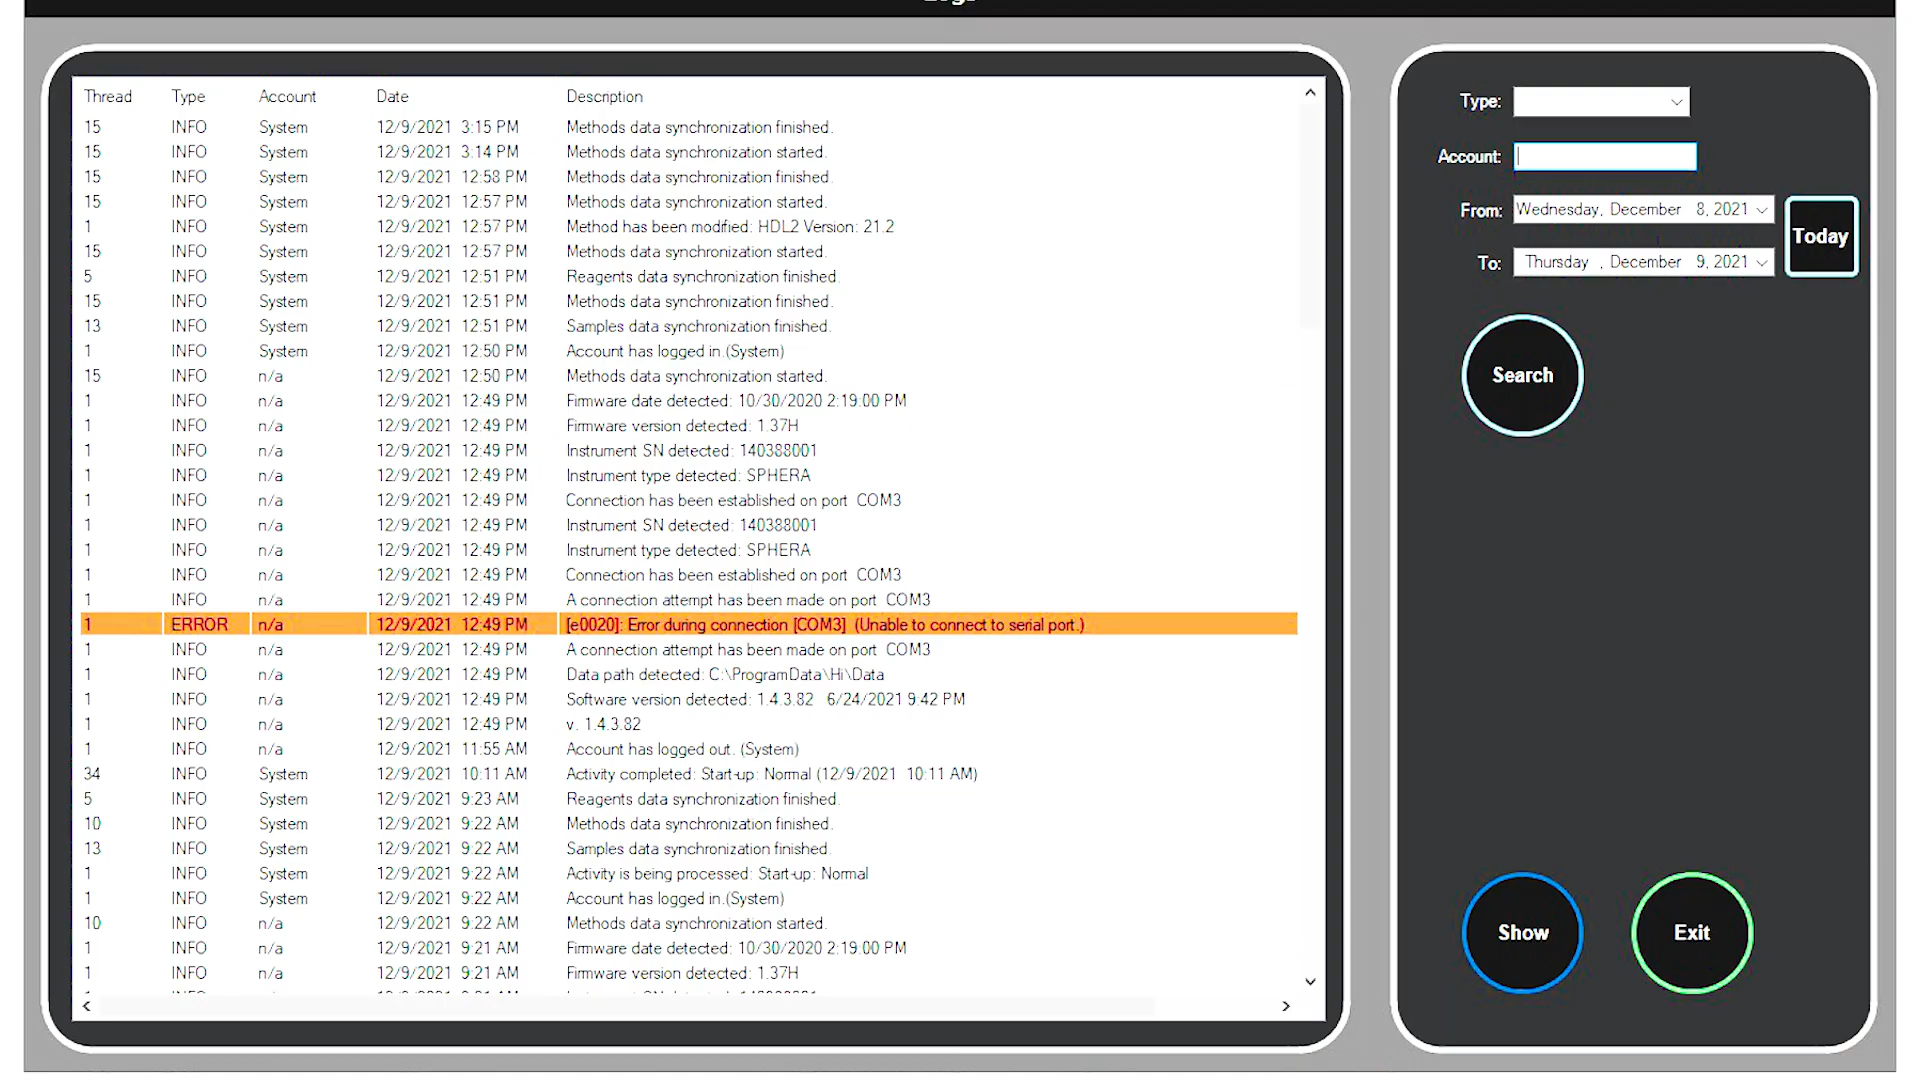 Thread Type Account Date Description
15 INFO System 12/9/2021 3:15 PM Methods data synchronization finished.
15 INFO System 12/9/2021 3:14 PM Methods data synchronization started.
15 INFO System 12/9/2021 12:58 PM Methods data synchronization finished.
15 INFO System 12/9/2021 12:57 PM Methods data synchronization started.
1 INFO System 12/9/2021 12:57 PM Method has been modified: HDL2 Version: 21.2
15 INFO System 12/9/2021 12:57 PM Methods data synchronization started.
5 INFO System 12/9/2021 12:51 PM Reagents data synchronization finished.
15 INFO System 12/9/2021 12:51 PM Methods data synchronization finished.
13 INFO System 12/9/2021 12:51 PM Samples data synchronization finished.
1 INFO System 12/9/2021 12:50 PM Account has logged in.(System)
15 INFO n/a 12/9/2021 12:50 PM Methods data synchronization started.
1 INFO n/a 12/9/2021 12:49 PM Firmware date detected: 10/30/2020 2:19:00 PM
1 INFO n/a 12/9/2021 12:49 PM Firmware version detected: 1.37H
1 INFO n/a 12/9/2021 12:49 PM Instrument SN detected: 140388001
1 INFO n/a 12/9/2021 12:49 PM Instrument type detected: SPHERA
1 INFO n/a 12/9/2021 12:49 PM Connection has been established on port COM3
1 INFO n/a 12/9/2021 12:49 PM Instrument SN detected: 140388001
1 INFO n/a 12/9/2021 12:49 PM Instrument type detected: SPHERA
1 INFO n/a 12/9/2021 12:49 PM Connection has been established on port COM3
1 INFO n/a 12/9/2021 12:49 PM A connection attempt has been made on port COM3
1 ERROR n/a 12/9/2021 12:49 PM [e0020]: Error during connection [COM3] (Unable to connect to serial port.)
1 INFO n/a 12/9/2021 12:49 PM A connection attempt has been made on port COM3
1 INFO n/a 12/9/2021 12:49 PM Data path detected: C:\ProgramData\Hi\Data
1 INFO n/a 12/9/2021 12:49 PM Software version detected: 1.4.3.82 6/24/2021 9:42 PM
1 INFO n/a 12/9/2021 12:49 PM v. 1.4.3.82
1 INFO n/a 12/9/2021 11:55 AM Account has logged out. (System)
34 INFO System 12/9/2021 10:11 AM Activity completed: Start-up: Normal (12/9/2021 10:11 AM)
5 INFO System 12/9/2021 9:23 AM Reagents data synchronization finished.
10 INFO System 12/9/2021 9:22 AM Methods data synchronization finished.
13 INFO System 12/9/2021 9:22 AM Samples data synchronization finished.
1 INFO System 12/9/2021 9:22 AM Activity is being processed: Start-up: Normal
1 INFO System 12/9/2021 9:22 AM Account has logged in.(System)
10 INFO n/a 12/9/2021 9:22 AM Methods data synchronization started.
1 INFO n/a 12/9/2021 9:21 AM Firmware date detected: 10/30/2020 2:19:00 PM
1 INFO n/a 12/9/2021 9:21 AM Firmware version detected: 1.37H
Type:
Account:
From: Wednesday, December 8, 2021
To: Thursday , December 9, 2021
Today
Search
Show
Exit